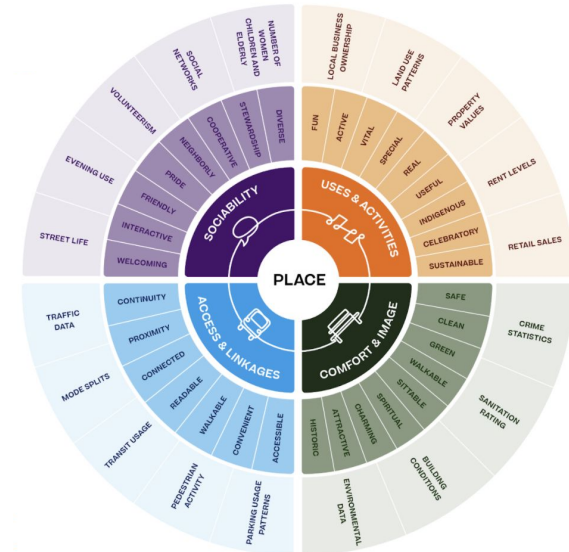 PLACE
SOCIABILITY
DIVERSE
STEWARDSHIP
COOPERATIVE
NEIGHBORLY
PRIDE
FRIENDLY
INTERACTIVE
WELCOMING
NUMBER OF
WOMEN
CHILDREN AND
ELDERLY
SOCIAL
NETWORKS
VOLUNTEERISM
EVENING USE
STREET LIFE
USES & ACTIVITIES
FUN
ACTIVE
VITAL
SPECIAL
REAL
USEFUL
INDIGENOUS
CELEBRATORY
SUSTAINABLE
LOCAL BUSINESS
OWNERSHIP
LAND USE
PATTERNS
PROPERTY
VALUES
RENT LEVELS
RETAIL SALES
ACCESS & LINKAGES
CONTINUITY
PROXIMITY
CONNECTED
READABLE
WALKABLE
CONVENIENT
ACCESSIBLE
TRAFFIC
DATA
MODE SPLITS
TRANSIT USAGE
PEDESTRIAN
ACTIVITY
PARKING USAGE
PATTERNS
COMFORT & IMAGE
SAFE
CLEAN
GREEN
WALKABLE
SITTABLE
SPIRITUAL
CHARMING
ATTRACTIVE
HISTORIC
CRIME
STATISTICS
SANITATION
RATING
BUILDING
CONDITIONS
ENVIRONMENTAL
DATA